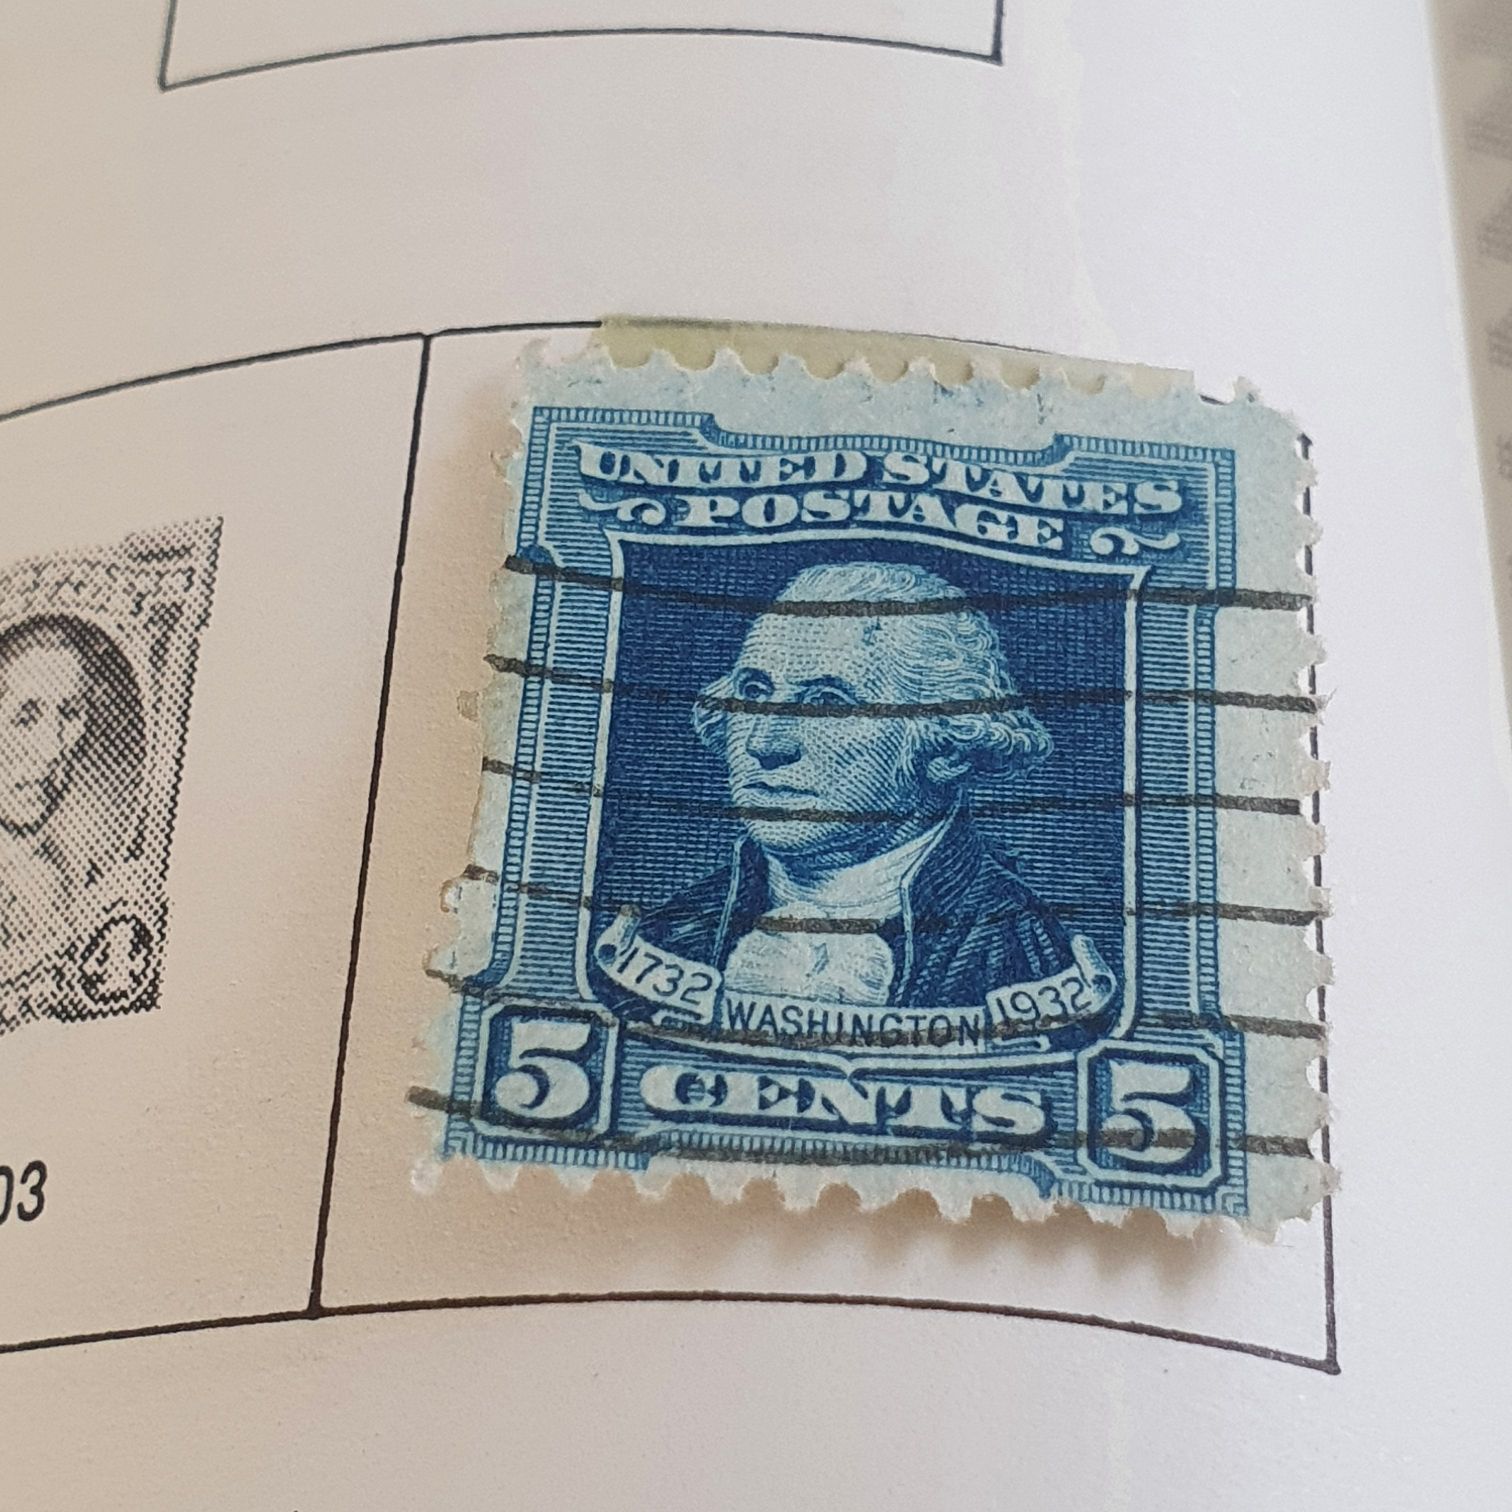 UNITED STATES
POSTAGE
1732 WASHINGTON 1932
5 CENTS 5
03